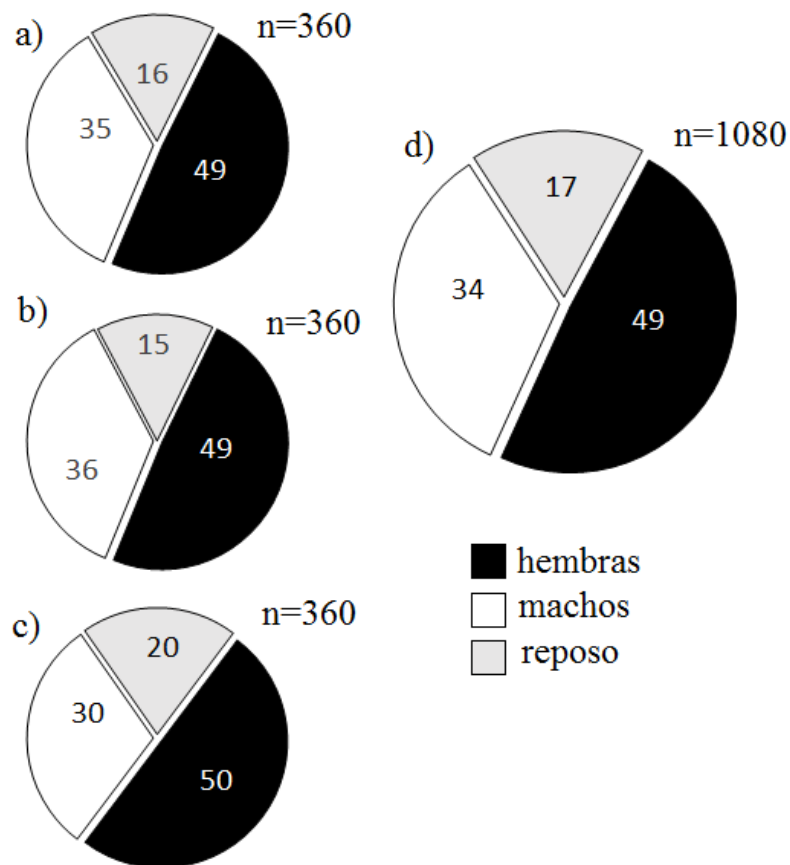 a)
n=360
16
35
49
b)
n=360
15
36
49
c)
n=360
20
30
50
d)
n=1080
17
34
49
hembras
machos
reposo